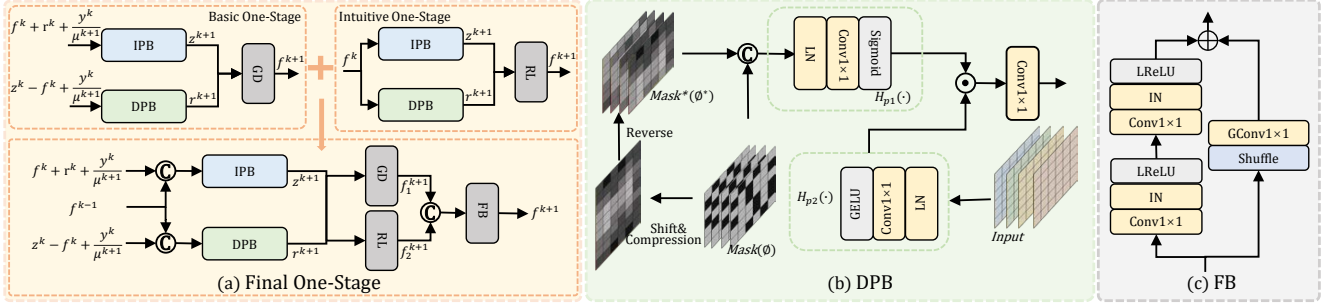 Basic One-Stage
f^k + r^k + y^k/μ^{k+1}
IPB
z^{k+1}
z^k − f^k + y^k/μ^{k+1}
DPB
r^{k+1}
GD
f^{k+1}
Intuitive One-Stage
f^k
IPB
z^{k+1}
DPB
r^{k+1}
RL
f^{k+1}
f^k + r^k + y^k/μ^{k+1}
C
IPB
z^{k+1}
f^{k−1}
z^k − f^k + y^k/μ^{k+1}
C
DPB
r^{k+1}
GD
f_1^{k+1}
RL
f_2^{k+1}
C
FB
f^{k+1}
(a) Final One-Stage
Mask*(Ø*)
Reverse
Shift&
Compression
Mask(Ø)
C
LN
Conv1×1
Sigmoid
H_{p1}(·)
Conv1×1
H_{p2}(·)
GELU
Conv1×1
LN
Input
(b) DPB
LReLU
IN
Conv1×1
LReLU
IN
Conv1×1
GConv1×1
Shuffle
(c) FB